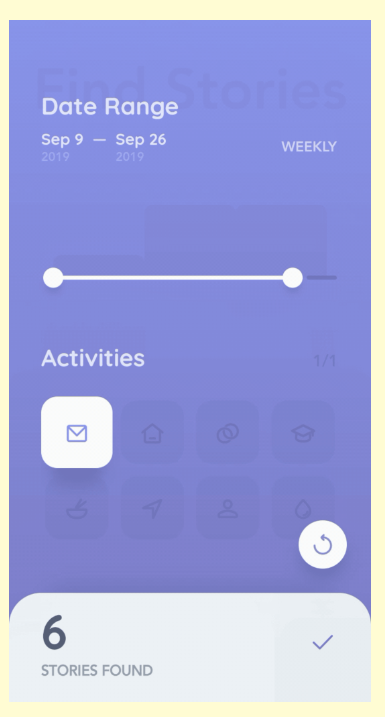 Find Stories
Date Range
Sep 9 — Sep 26
2019 2019
WEEKLY
Activities
1/1
6
STORIES FOUND